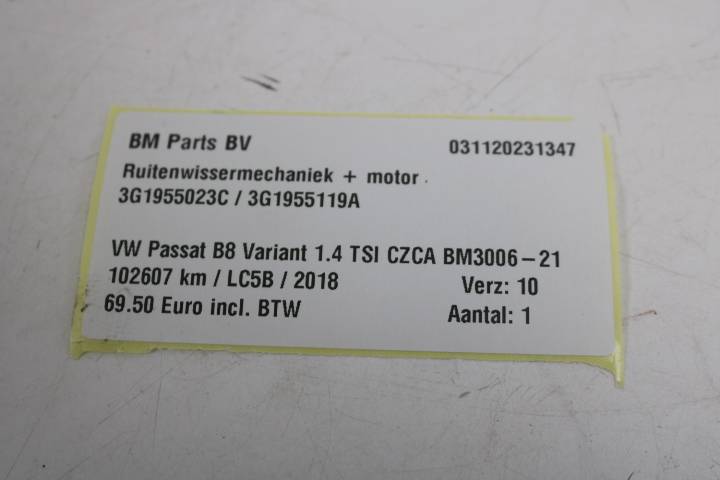 BM Parts BV 031120231347
Ruitenwissermechaniek + motor
3G1955023C / 3G1955119A
VW Passat B8 Variant 1.4 TSI CZCA BM3006-21
102607 km / LC5B / 2018 Verz: 10
69.50 Euro incl. BTW Aantal: 1